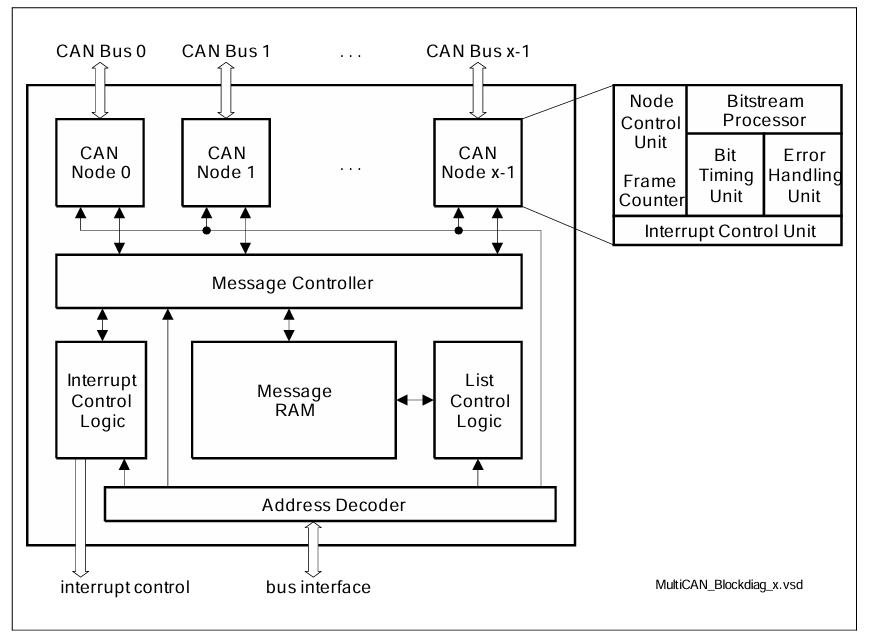 CAN Bus 0
CAN Bus 1
. . .
CAN Bus x-1
CAN
Node 0
CAN
Node 1
. . .
CAN
Node x-1
Node
Control
Unit
Frame
Counter
Bitstream
Processor
Bit
Timing
Unit
Error
Handling
Unit
Interrupt Control Unit
Message Controller
Interrupt
Control
Logic
Message
RAM
List
Control
Logic
Address Decoder
interrupt control
bus interface
MultiCAN_Blockdiag_x.vsd